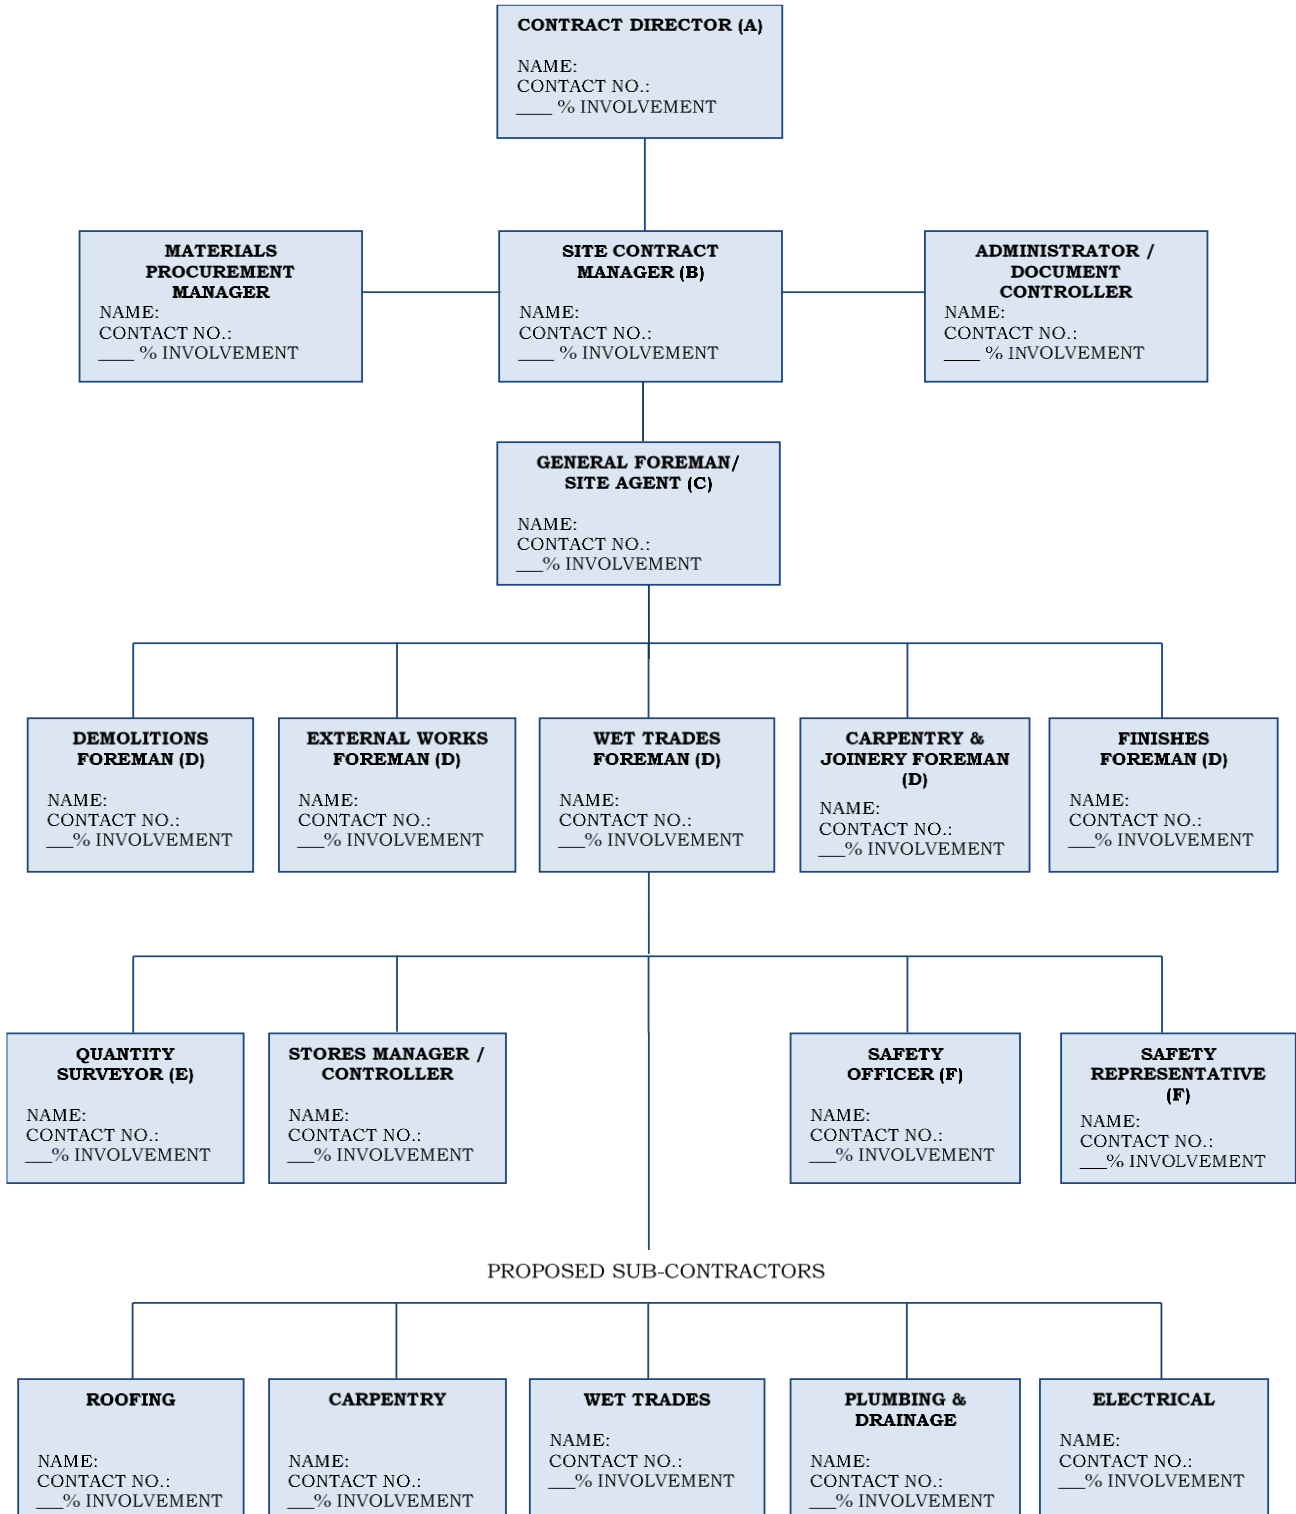 CONTRACT DIRECTOR (A)
NAME:
CONTACT NO.:
____ % INVOLVEMENT
MATERIALS
PROCUREMENT
MANAGER
NAME:
CONTACT NO.:
____ % INVOLVEMENT
SITE CONTRACT
MANAGER (B)
NAME:
CONTACT NO.:
____ % INVOLVEMENT
ADMINISTRATOR /
DOCUMENT
CONTROLLER
NAME:
CONTACT NO.:
____ % INVOLVEMENT
GENERAL FOREMAN/
SITE AGENT (C)
NAME:
CONTACT NO.:
___% INVOLVEMENT
DEMOLITIONS
FOREMAN (D)
NAME:
CONTACT NO.:
___% INVOLVEMENT
EXTERNAL WORKS
FOREMAN (D)
NAME:
CONTACT NO.:
___% INVOLVEMENT
WET TRADES
FOREMAN (D)
NAME:
CONTACT NO.:
___% INVOLVEMENT
CARPENTRY &
JOINERY FOREMAN
(D)
NAME:
CONTACT NO.:
___% INVOLVEMENT
FINISHES
FOREMAN (D)
NAME:
CONTACT NO.:
___% INVOLVEMENT
QUANTITY
SURVEYOR (E)
NAME:
CONTACT NO.:
___% INVOLVEMENT
STORES MANAGER /
CONTROLLER
NAME:
CONTACT NO.:
___% INVOLVEMENT
SAFETY
OFFICER (F)
NAME:
CONTACT NO.:
___% INVOLVEMENT
SAFETY
REPRESENTATIVE
(F)
NAME:
CONTACT NO.:
___% INVOLVEMENT
PROPOSED SUB-CONTRACTORS
ROOFING
NAME:
CONTACT NO.:
___% INVOLVEMENT
CARPENTRY
NAME:
CONTACT NO.:
___% INVOLVEMENT
WET TRADES
NAME:
CONTACT NO.:
___% INVOLVEMENT
PLUMBING &
DRAINAGE
NAME:
CONTACT NO.:
___% INVOLVEMENT
ELECTRICAL
NAME:
CONTACT NO.:
___% INVOLVEMENT